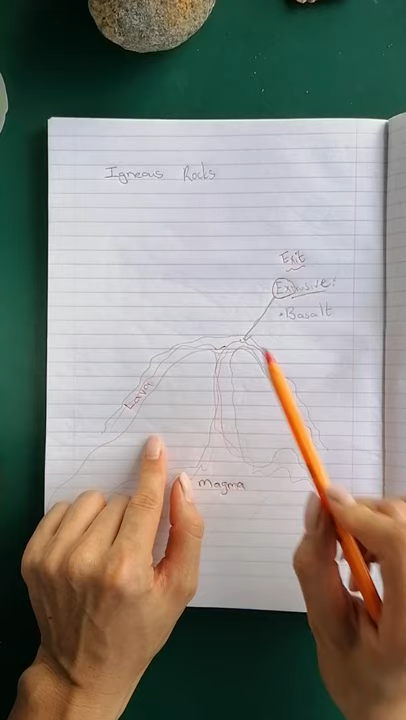 Igneous Rocks
Exit
Extrusive:
• Basalt
Lava
Magma